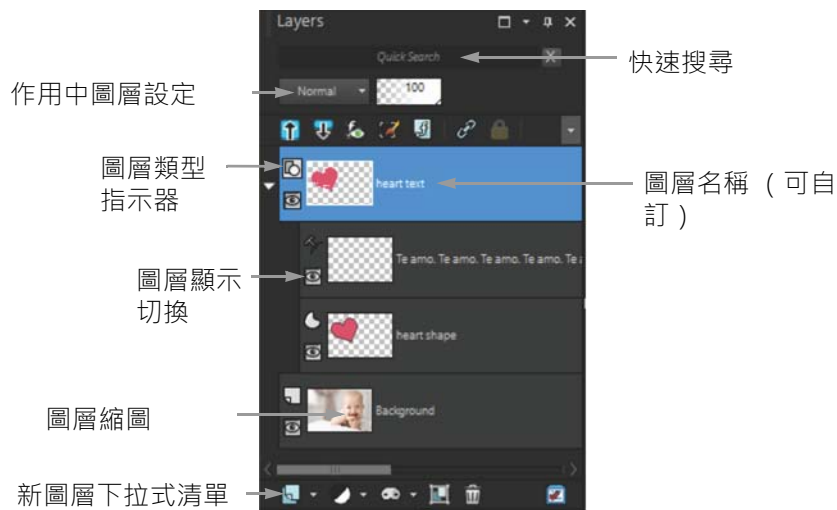 Layers
Quick Search
快速搜尋
作用中圖層設定
Normal
100
圖層類型
指示器
heart text
圖層名稱 （可自
訂）
Te amo. Te amo. Te amo. Te amo. Te
圖層顯示
切換
heart shape
圖層縮圖
Background
新圖層下拉式清單